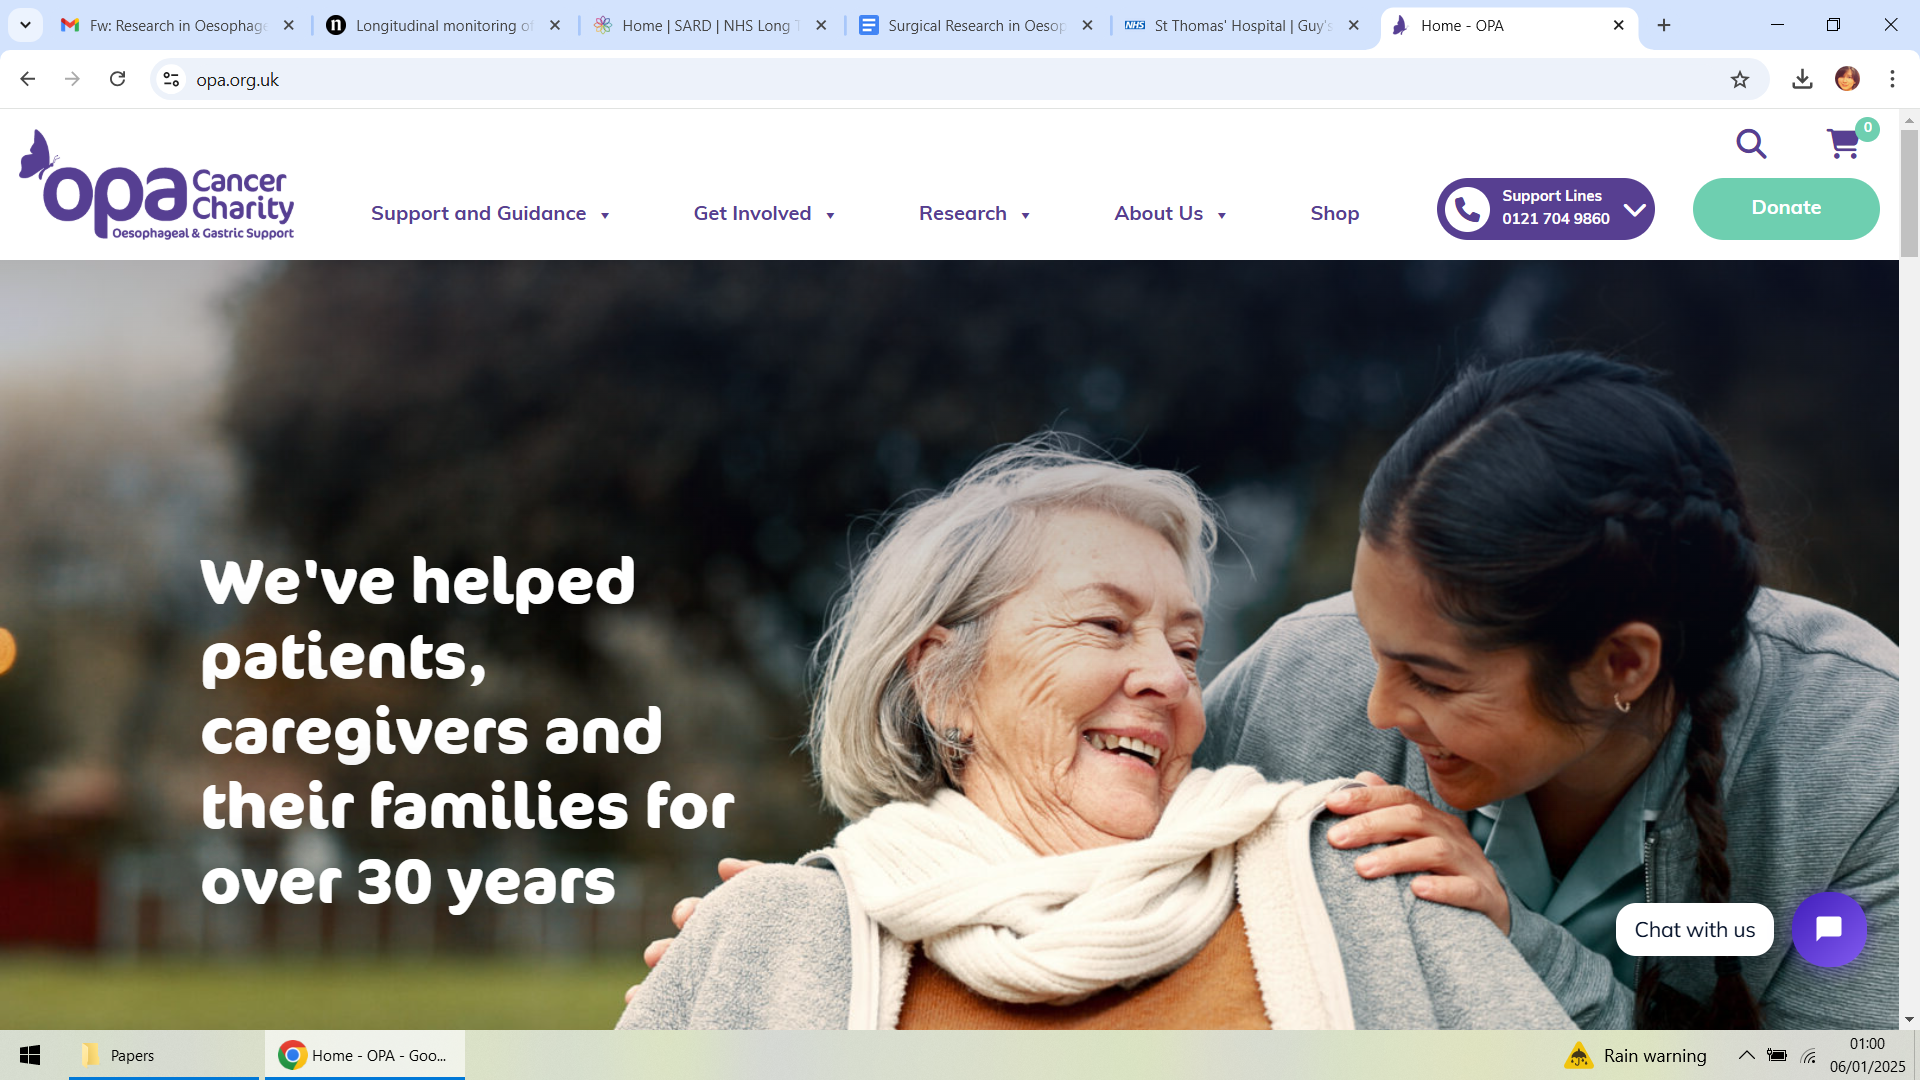 Fw: Research in Oesophage
Longitudinal monitoring of
Home | SARD | NHS Long T
Surgical Research in Oesop
NHS
St Thomas' Hospital | Guy's
Home - OPA
opa.org.uk
opa Cancer
Charity
Oesophageal & Gastric Support
0
Support and Guidance
Get Involved
Research
About Us
Shop
Support Lines
0121 704 9860
Donate
We've helped
patients,
caregivers and
their families for
over 30 years
Chat with us
Papers
Home - OPA - Goo...
Rain warning
01:00
06/01/2025